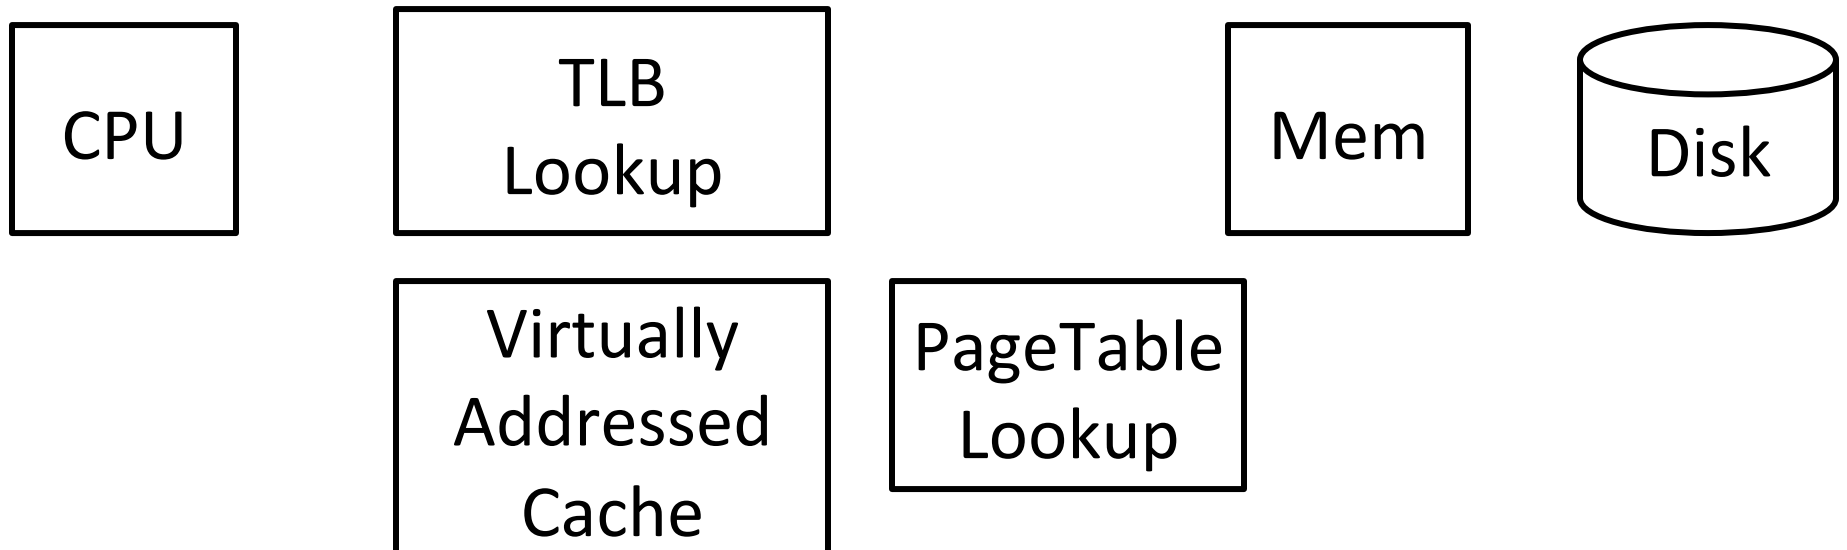 CPU
TLB
Lookup
Mem
Disk
Virtually
Addressed
Cache
PageTable
Lookup